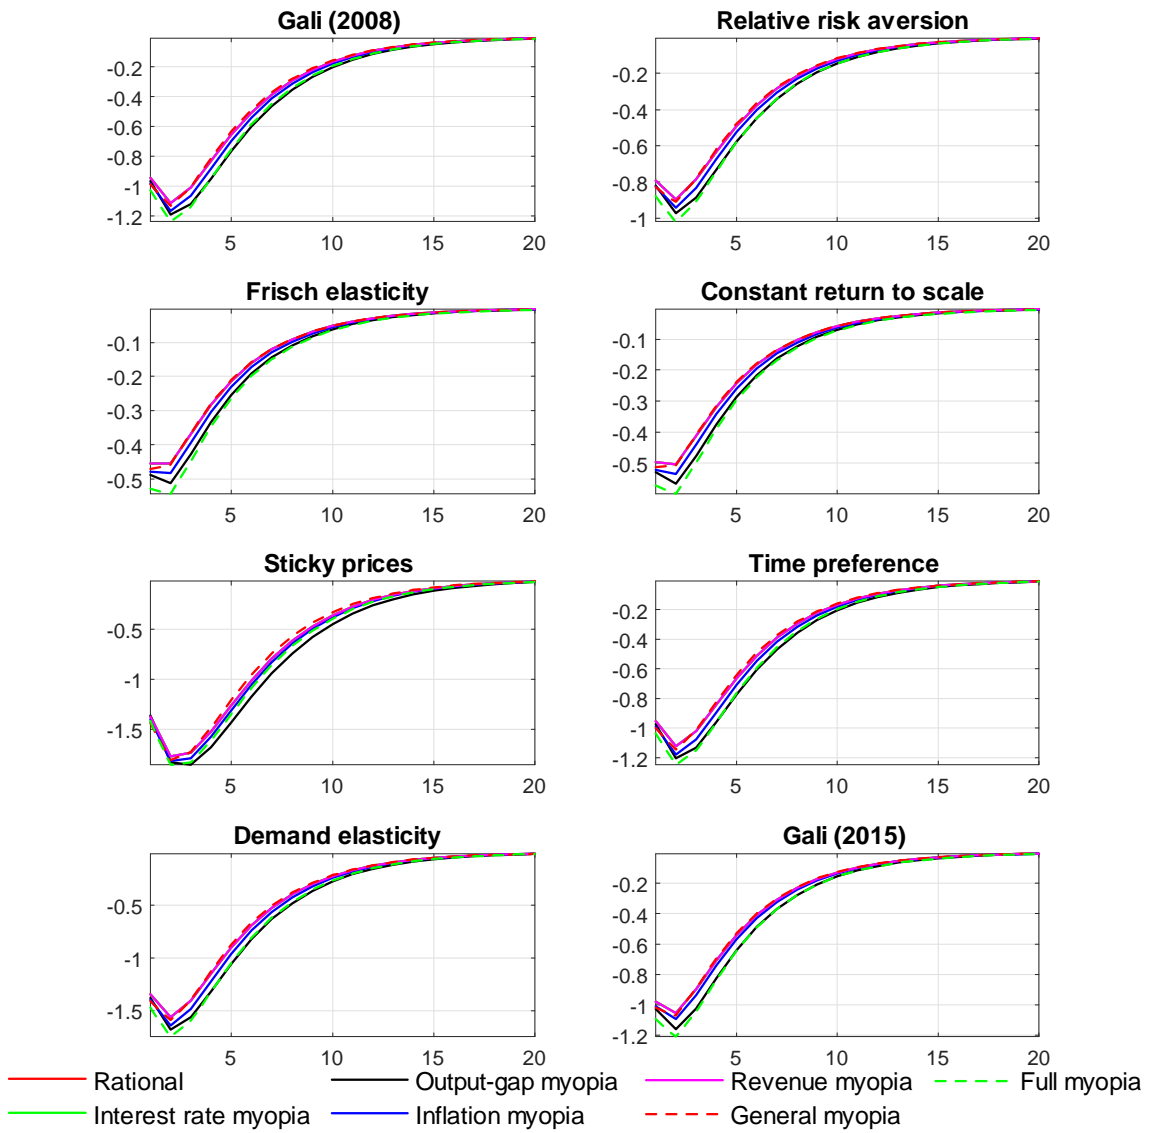 Gali (2008)
-0.2
-0.4
-0.6
-0.8
-1
-1.2
5 10 15 20
Relative risk aversion
-0.2
-0.4
-0.6
-0.8
-1
5 10 15 20
Frisch elasticity
-0.1
-0.2
-0.3
-0.4
-0.5
5 10 15 20
Constant return to scale
-0.1
-0.2
-0.3
-0.4
-0.5
5 10 15 20
Sticky prices
-0.5
-1
-1.5
5 10 15 20
Time preference
-0.2
-0.4
-0.6
-0.8
-1
-1.2
5 10 15 20
Demand elasticity
-0.5
-1
-1.5
5 10 15 20
Gali (2015)
-0.2
-0.4
-0.6
-0.8
-1
-1.2
5 10 15 20
Rational Output-gap myopia Revenue myopia Full myopia
Interest rate myopia Inflation myopia General myopia